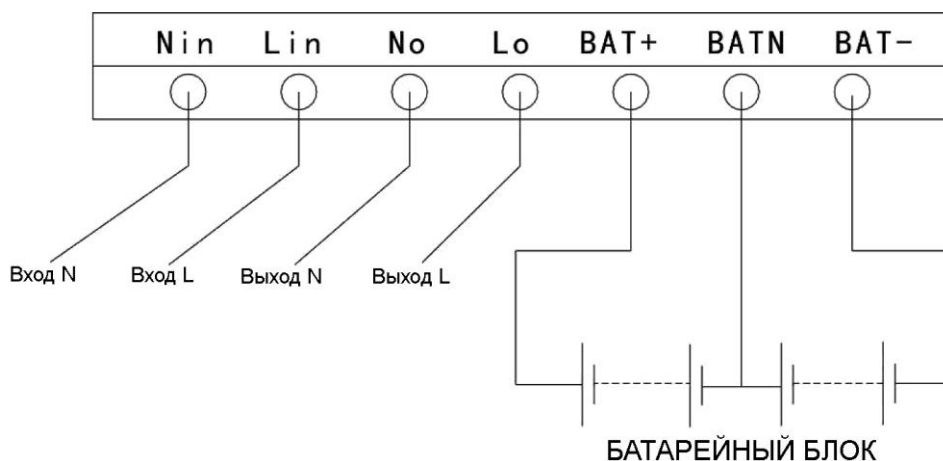 Nin Lin No Lo BAT+ BATN BAT-
Вход N Вход L Выход N Выход L
БАТАРЕЙНЫЙ БЛОК